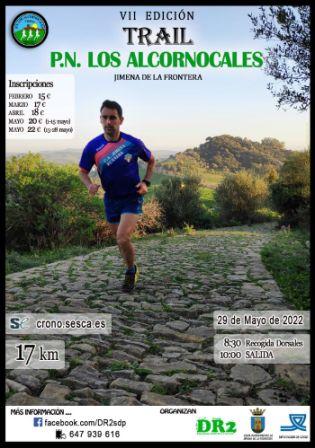 VII EDICIÓN
TRAIL
P.N. LOS ALCORNOCALES
JIMENA DE LA FRONTERA
Inscripciones
FEBRERO 15 €
MARZO 17 €
ABRIL 18 €
MAYO 20 € (1-15 mayo)
MAYO 22 € (15-28 mayo)
crono.sesca.es
17 km
29 de Mayo de 2022
8:30 Recogida Dorsales
10:00 SALIDA
MÁS INFORMACIÓN ...
facebook.com/DR2sdp
647 939 616
ORGANIZAN
DR2